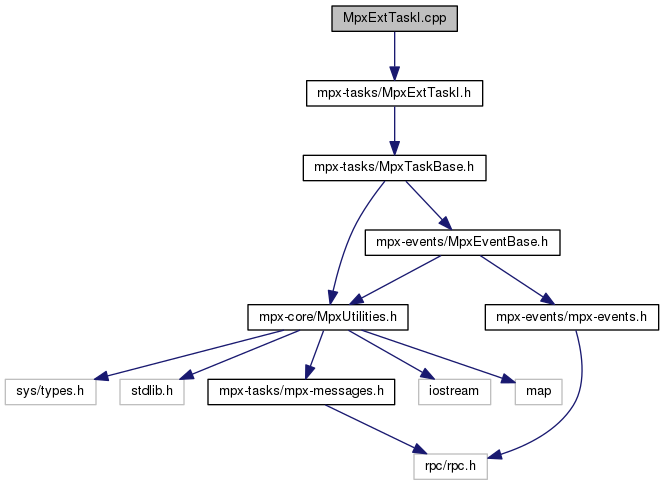 MpxExtTaskI.cpp
mpx-tasks/MpxExtTaskI.h
mpx-tasks/MpxTaskBase.h
mpx-events/MpxEventBase.h
mpx-core/MpxUtilities.h
mpx-events/mpx-events.h
sys/types.h
stdlib.h
mpx-tasks/mpx-messages.h
iostream
map
rpc/rpc.h